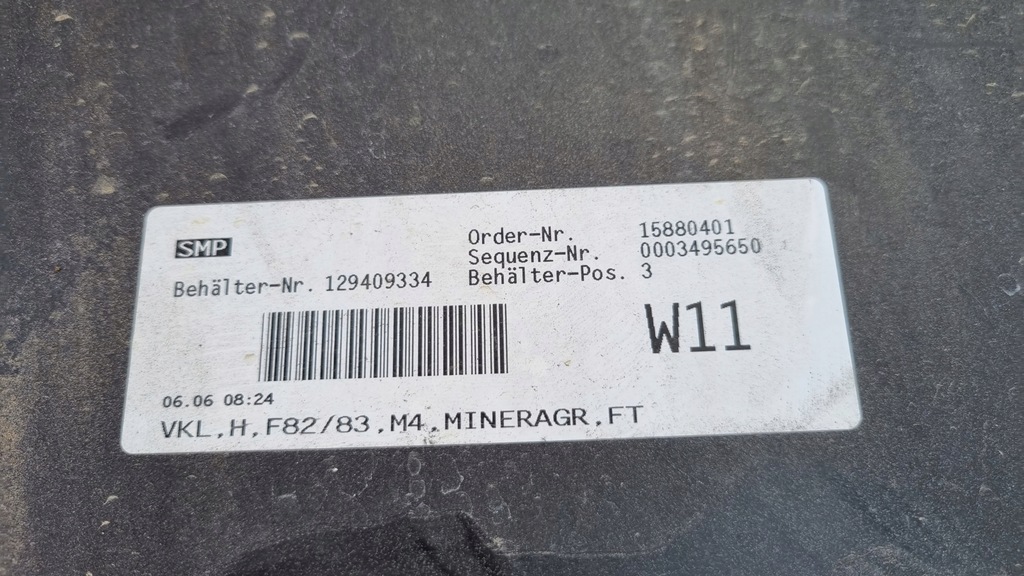 SMP
Order-Nr. 15880401
Sequenz-Nr. 0003495650
Behälter-Nr. 129409334 Behälter-Pos. 3
W11
06.06 08:24
VKL,H,F82/83,M4,MINERAGR,FT